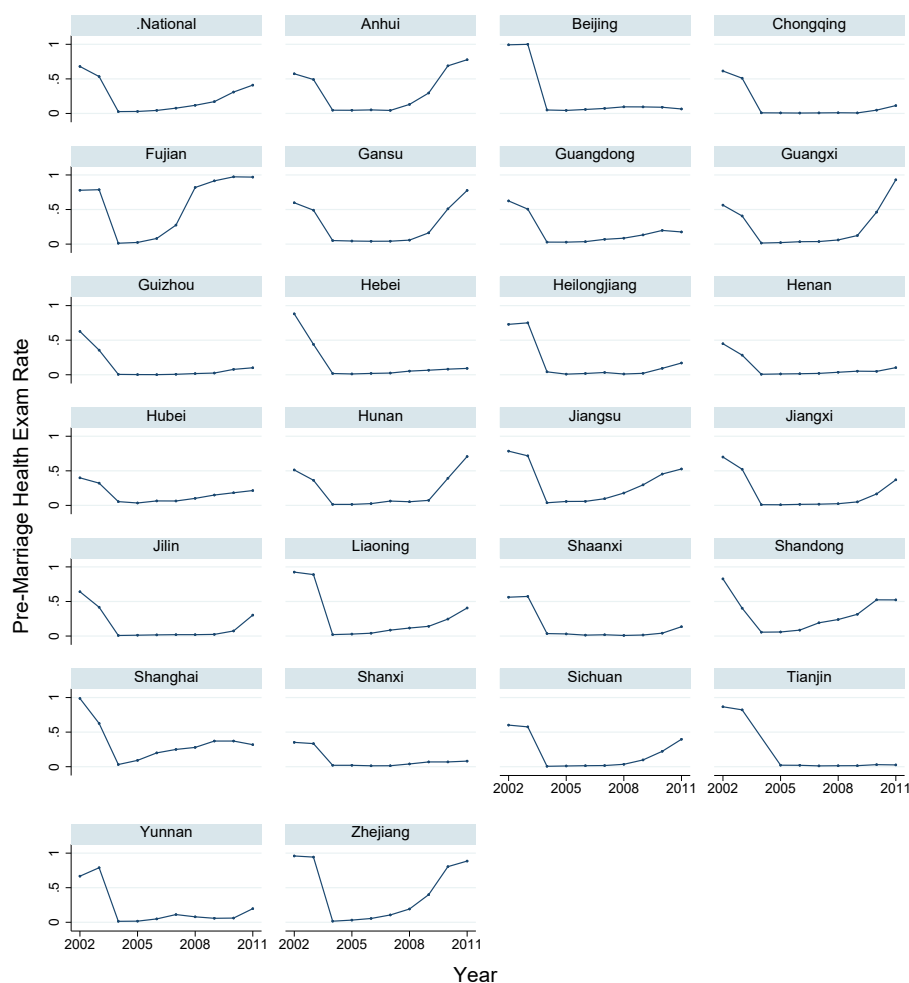 .National Anhui Beijing Chongqing
1
.5
0
Fujian Gansu Guangdong Guangxi
1
.5
0
Guizhou Hebei Heilongjiang Henan
1
.5
0
Hubei Hunan Jiangsu Jiangxi
1
.5
0
Jilin Liaoning Shaanxi Shandong
1
.5
0
Shanghai Shanxi Sichuan Tianjin
1
.5
0
2002 2005 2008 2011 2002 2005 2008 2011
Yunnan Zhejiang
1
.5
0
2002 2005 2008 2011 2002 2005 2008 2011
Pre-Marriage Health Exam Rate
Year